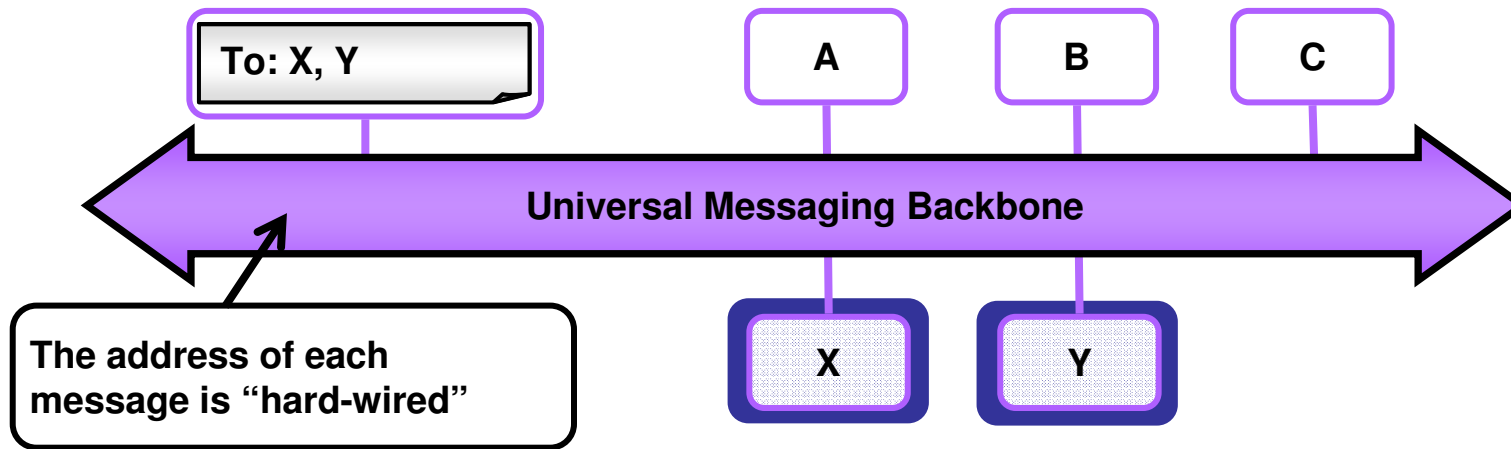 To: X, Y
A
B
C
Universal Messaging Backbone
The address of each
message is “hard-wired”
X
Y